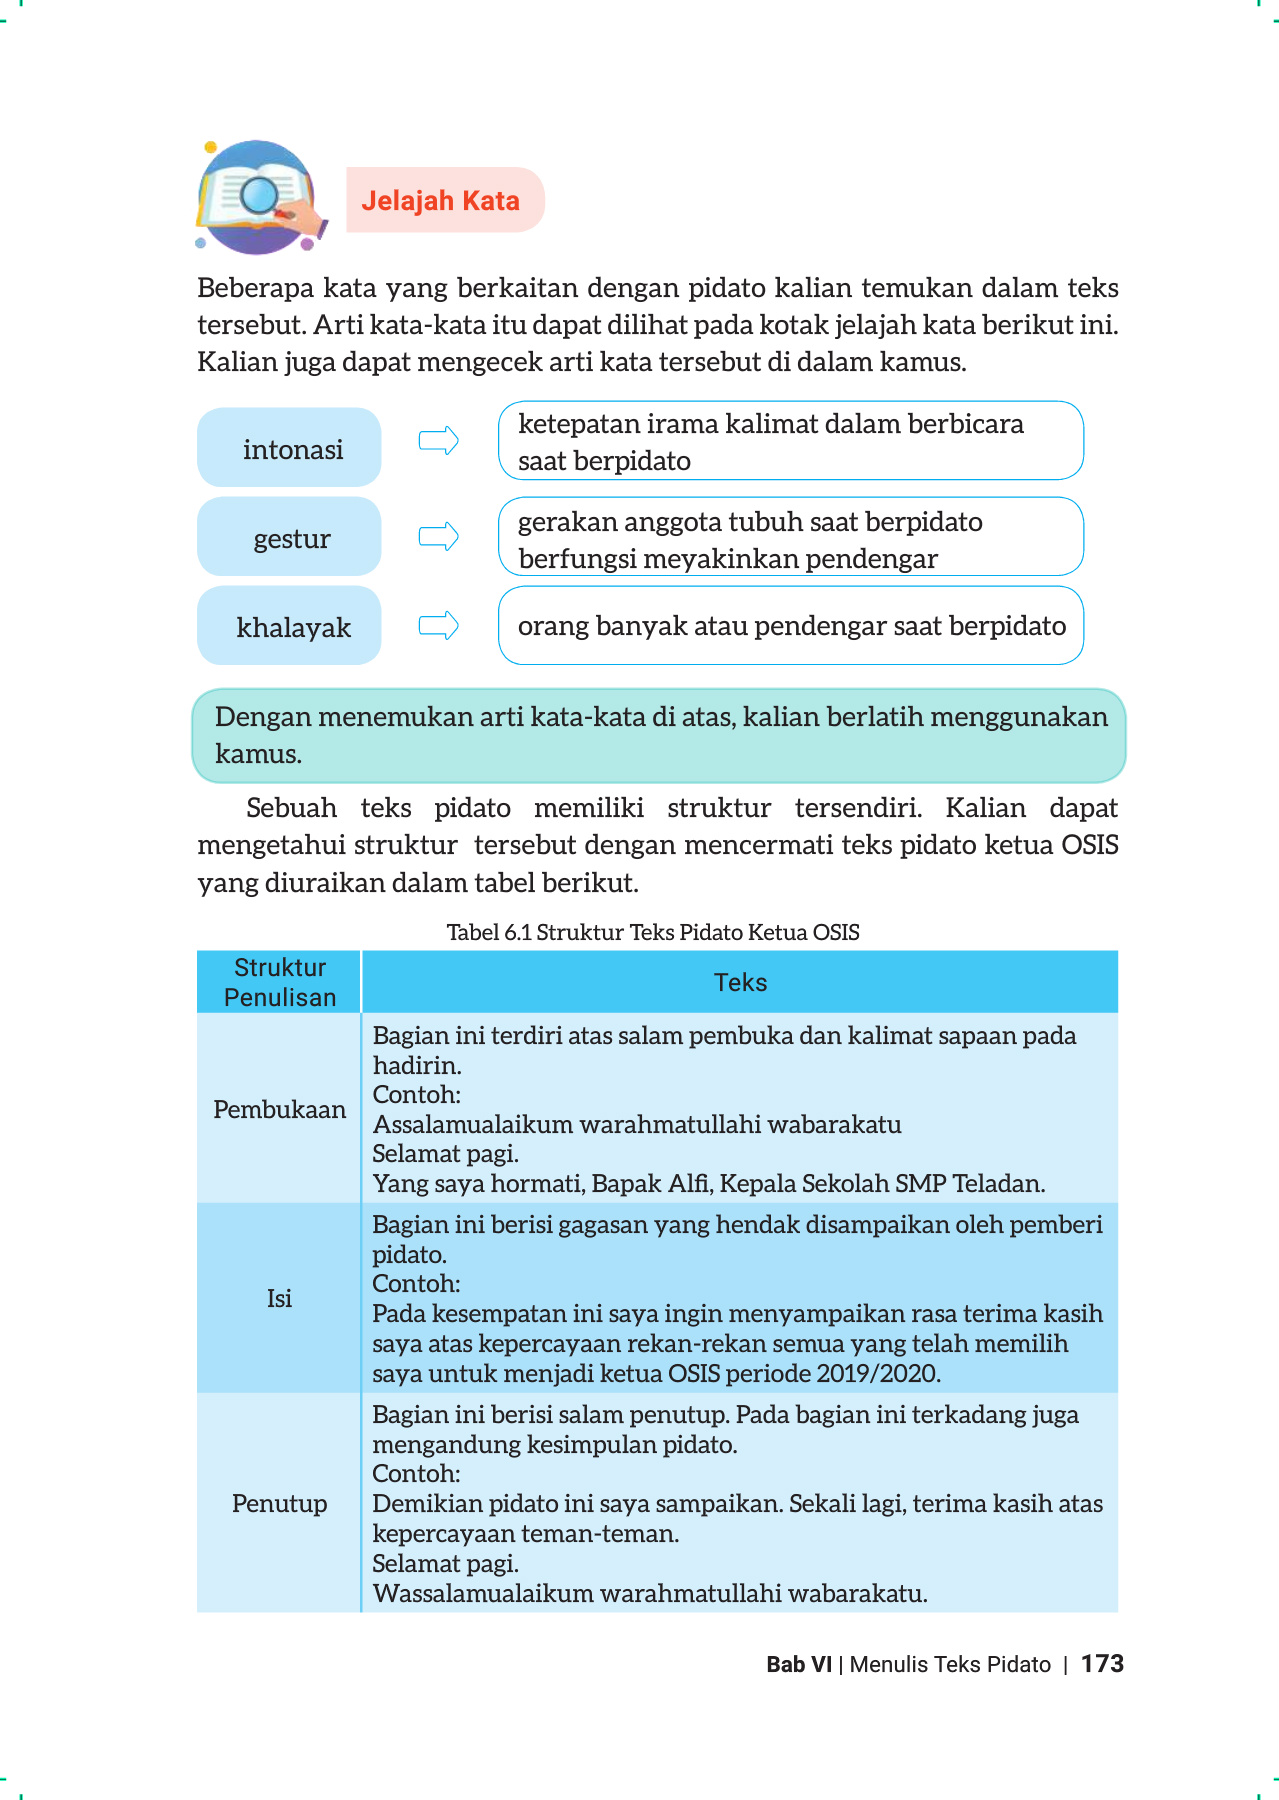 Jelajah Kata
Beberapa kata yang berkaitan dengan pidato kalian temukan dalam teks
tersebut. Arti kata-kata itu dapat dilihat pada kotak jelajah kata berikut ini.
Kalian juga dapat mengecek arti kata tersebut di dalam kamus.
intonasi
ketepatan irama kalimat dalam berbicara
saat berpidato
gestur
gerakan anggota tubuh saat berpidato
berfungsi meyakinkan pendengar
khalayak
orang banyak atau pendengar saat berpidato
Dengan menemukan arti kata-kata di atas, kalian berlatih menggunakan
kamus.
Sebuah teks pidato memiliki struktur tersendiri. Kalian dapat
mengetahui struktur tersebut dengan mencermati teks pidato ketua OSIS
yang diuraikan dalam tabel berikut.
Tabel 6.1 Struktur Teks Pidato Ketua OSIS
Struktur
Penulisan
Teks
Pembukaan
Bagian ini terdiri atas salam pembuka dan kalimat sapaan pada
hadirin.
Contoh:
Assalamualaikum warahmatullahi wabarakatu
Selamat pagi.
Yang saya hormati, Bapak Alfi, Kepala Sekolah SMP Teladan.
Isi
Bagian ini berisi gagasan yang hendak disampaikan oleh pemberi
pidato.
Contoh:
Pada kesempatan ini saya ingin menyampaikan rasa terima kasih
saya atas kepercayaan rekan-rekan semua yang telah memilih
saya untuk menjadi ketua OSIS periode 2019/2020.
Penutup
Bagian ini berisi salam penutup. Pada bagian ini terkadang juga
mengandung kesimpulan pidato.
Contoh:
Demikian pidato ini saya sampaikan. Sekali lagi, terima kasih atas
kepercayaan teman-teman.
Selamat pagi.
Wassalamualaikum warahmatullahi wabarakatu.
Bab VI | Menulis Teks Pidato | 173